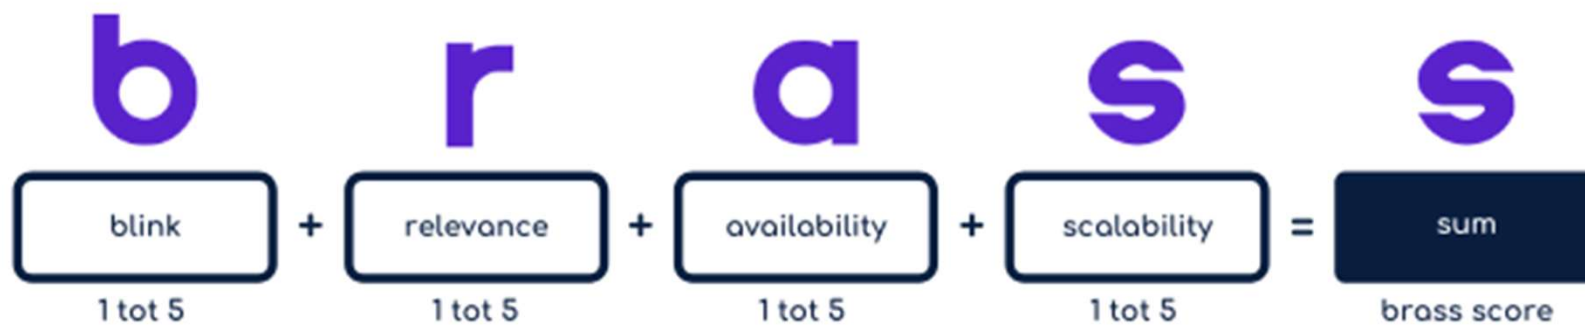 b r a s s
blink + relevance + availability + scalability = sum
1 tot 5 1 tot 5 1 tot 5 1 tot 5 brass score